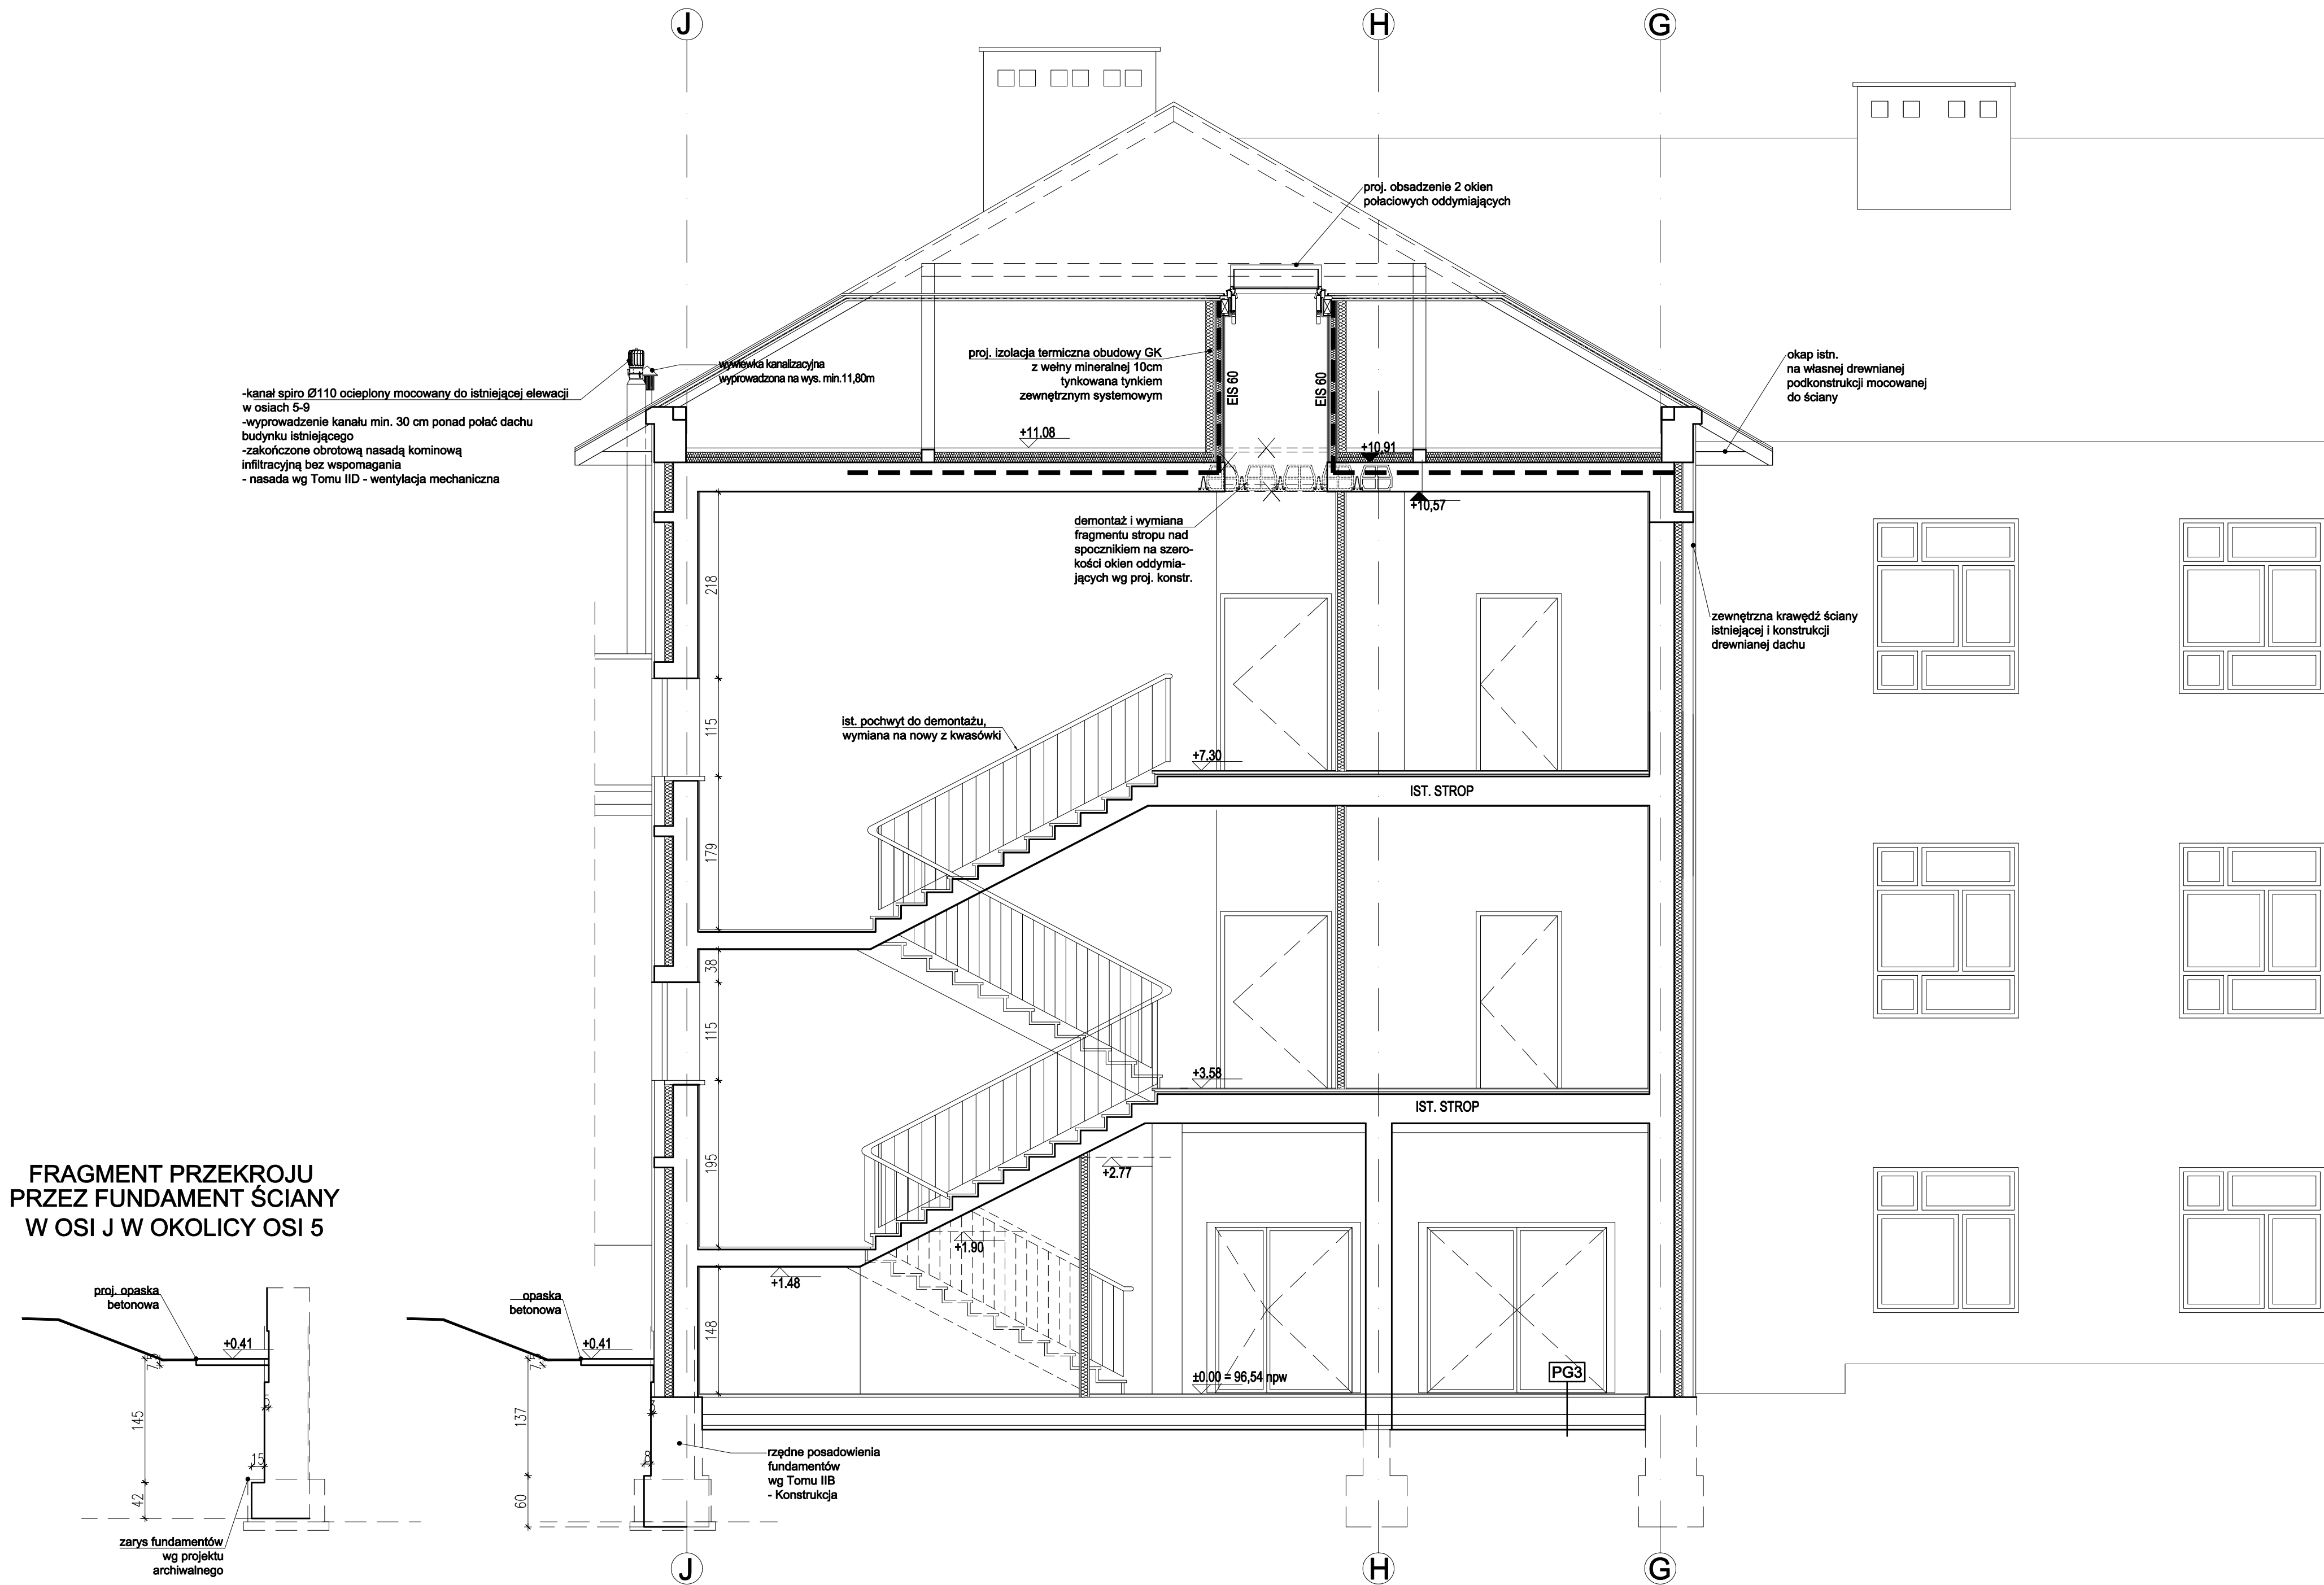 J
H
G
proj. obsadzenie 2 okien
połaciowych oddymiających
wywiewka kanalizacyjna
wyprowadzona na wys. min.11,80m
-kanał spiro Ø110 ocieplony mocowany do istniejącej elewacji
w osiach 5-9
-wyprowadzenie kanału min. 30 cm ponad połać dachu
budynku istniejącego
-zakończone obrotową nasadą kominową
infiltracyjną bez wspomagania
- nasada wg Tomu IID - wentylacja mechaniczna
proj. izolacja termiczna obudowy GK
z wełny mineralnej 10cm
tynkowana tynkiem
zewnętrznym systemowym
EIS 60
EIS 60
okap istn.
na własnej drewnianej
podkonstrukcji mocowanej
do ściany
+11.08
+10,91
+10,57
demontaż i wymiana
fragmentu stropu nad
spocznikiem na szero-
kości okien oddymia-
jących wg proj. konstr.
218
zewnętrzna krawędź ściany
istniejącej i konstrukcji
drewnianej dachu
115
ist. pochwyt do demontażu,
wymiana na nowy z kwasówki
+7.30
IST. STROP
179
38
115
+3.58
IST. STROP
195
+2.77
FRAGMENT PRZEKROJU
PRZEZ FUNDAMENT ŚCIANY
W OSI J W OKOLICY OSI 5
+1.90
+1.48
148
proj. opaska
betonowa
+0.41
7,5
145
5
15
42
zarys fundamentów
wg projektu
archiwalnego
opaska
betonowa
+0.41
7,5
137
3
8
60
±0.00 = 96,54 npw
PG3
rzędne posadowienia
fundamentów
wg Tomu IIB
- Konstrukcja
J
H
G